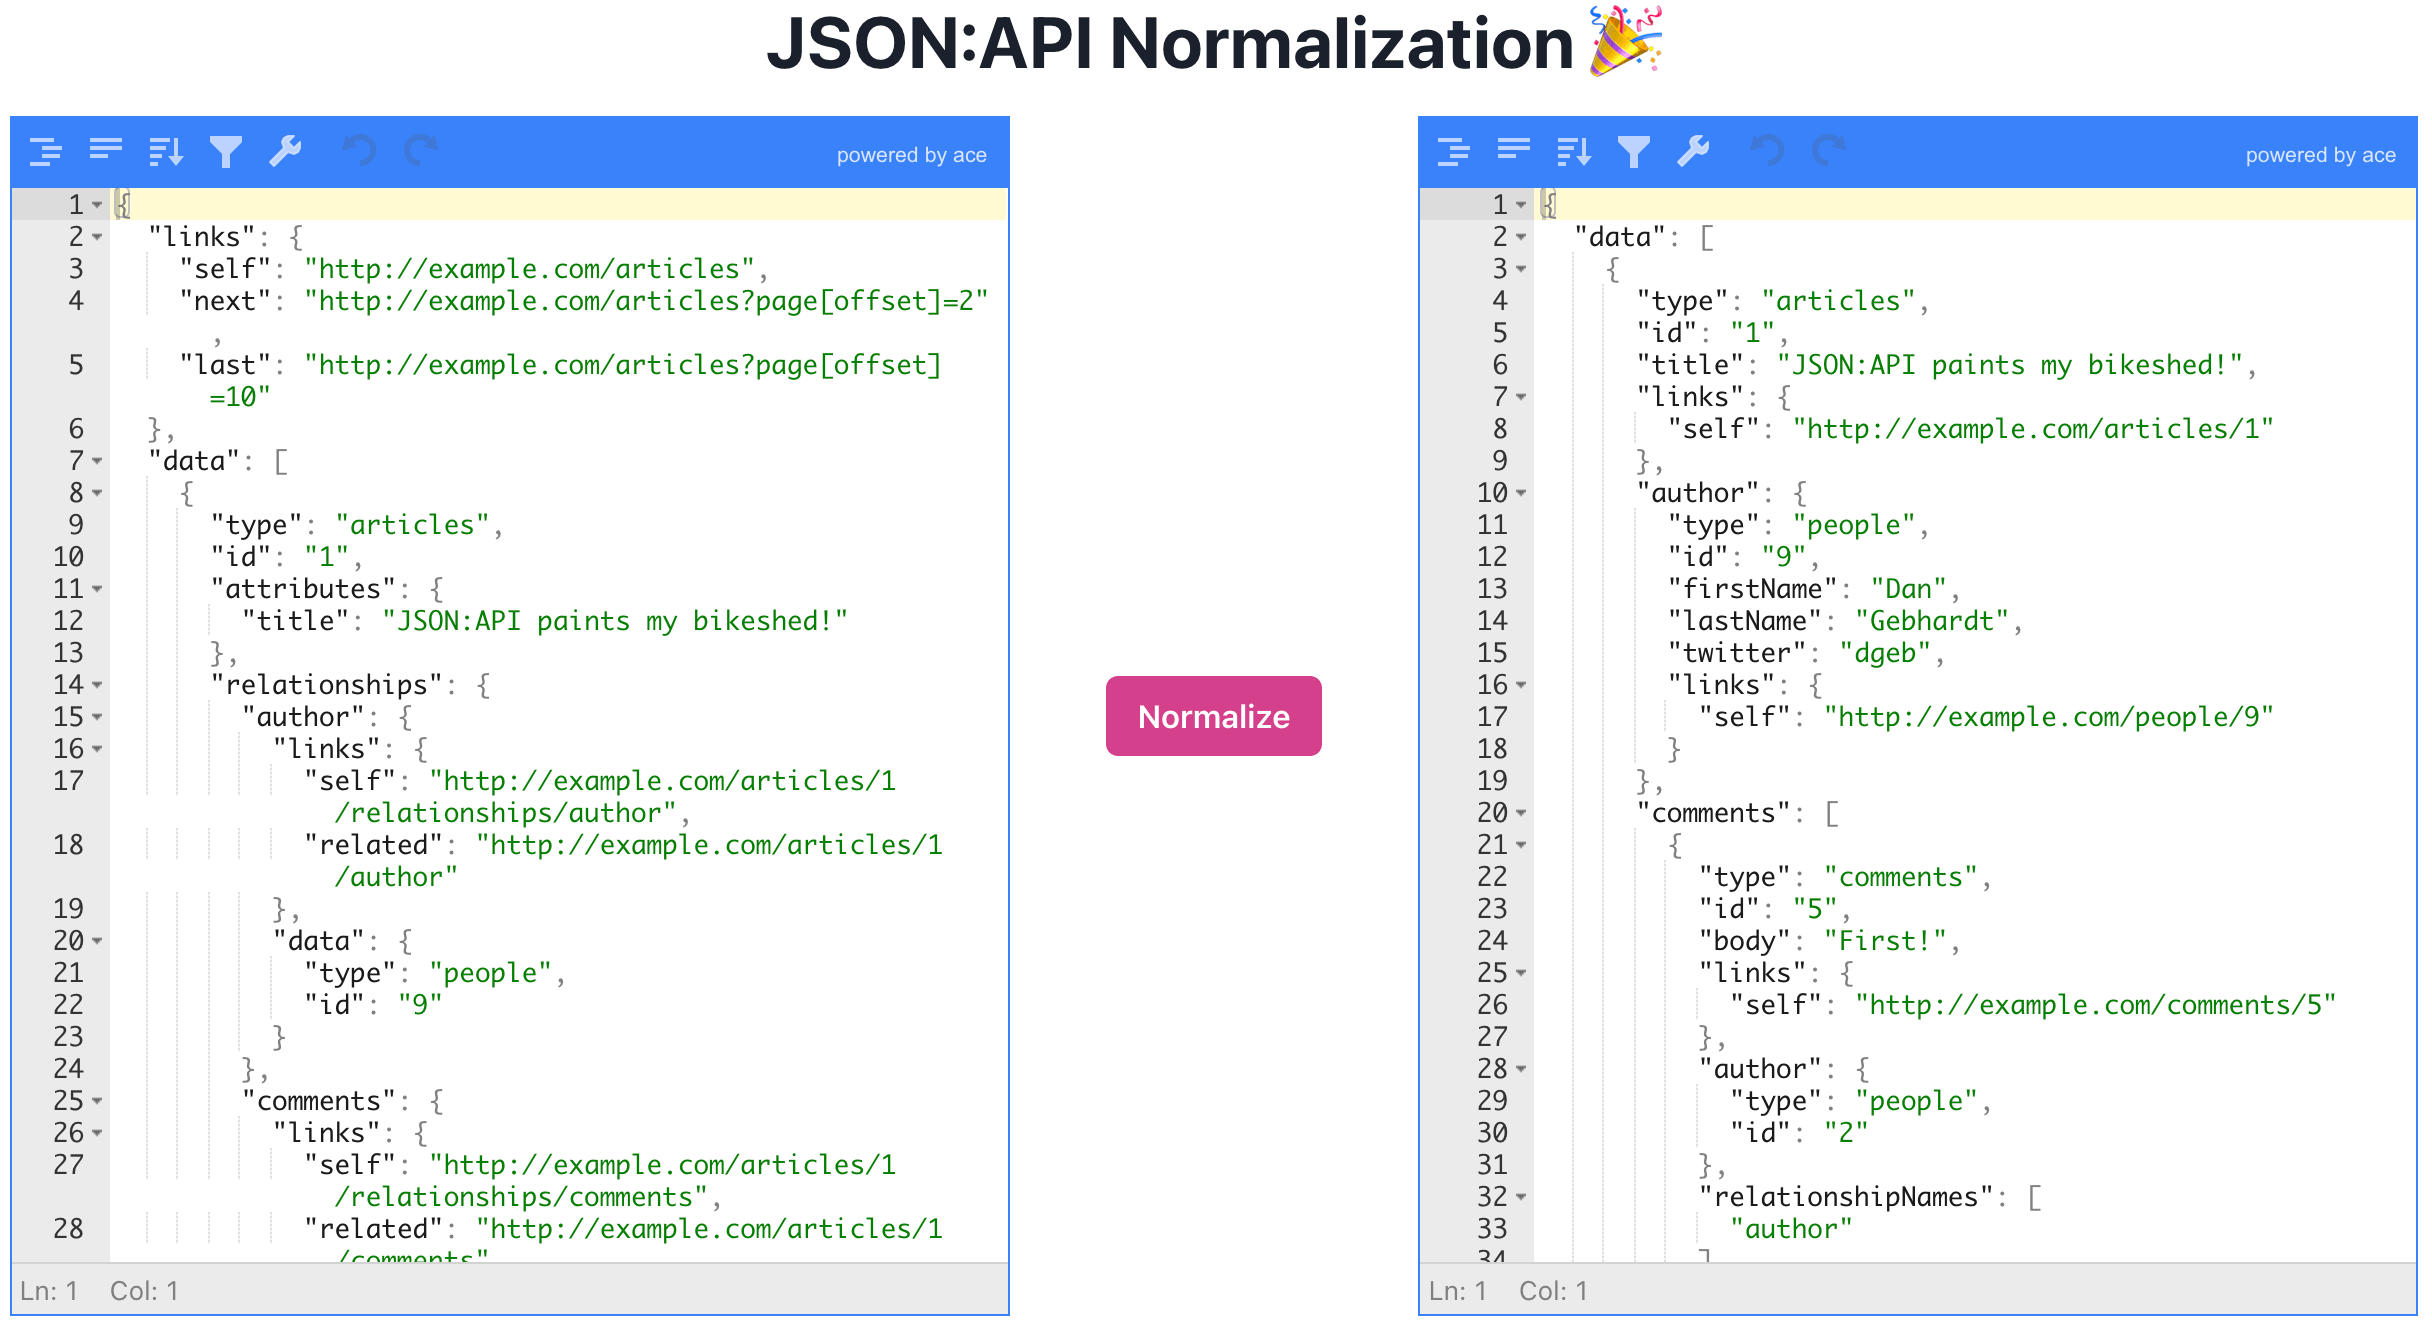 JSON:API Normalization🎉
powered by ace
1 {
2 "links": {
3 "self": "http://example.com/articles",
4 "next": "http://example.com/articles?page[offset]=2"
,
5 "last": "http://example.com/articles?page[offset]
=10"
6 },
7 "data": [
8 {
9 "type": "articles",
10 "id": "1",
11 "attributes": {
12 "title": "JSON:API paints my bikeshed!"
13 },
14 "relationships": {
15 "author": {
16 "links": {
17 "self": "http://example.com/articles/1
/relationships/author",
18 "related": "http://example.com/articles/1
/author"
19 },
20 "data": {
21 "type": "people",
22 "id": "9"
23 }
24 },
25 "comments": {
26 "links": {
27 "self": "http://example.com/articles/1
/relationships/comments",
28 "related": "http://example.com/articles/1
/comments"
Ln: 1 Col: 1
Normalize
powered by ace
1 {
2 "data": [
3 {
4 "type": "articles",
5 "id": "1",
6 "title": "JSON:API paints my bikeshed!",
7 "links": {
8 "self": "http://example.com/articles/1"
9 },
10 "author": {
11 "type": "people",
12 "id": "9",
13 "firstName": "Dan",
14 "lastName": "Gebhardt",
15 "twitter": "dgeb",
16 "links": {
17 "self": "http://example.com/people/9"
18 }
19 },
20 "comments": [
21 {
22 "type": "comments",
23 "id": "5",
24 "body": "First!",
25 "links": {
26 "self": "http://example.com/comments/5"
27 },
28 "author": {
29 "type": "people",
30 "id": "2"
31 },
32 "relationshipNames": [
33 "author"
34 ]
Ln: 1 Col: 1